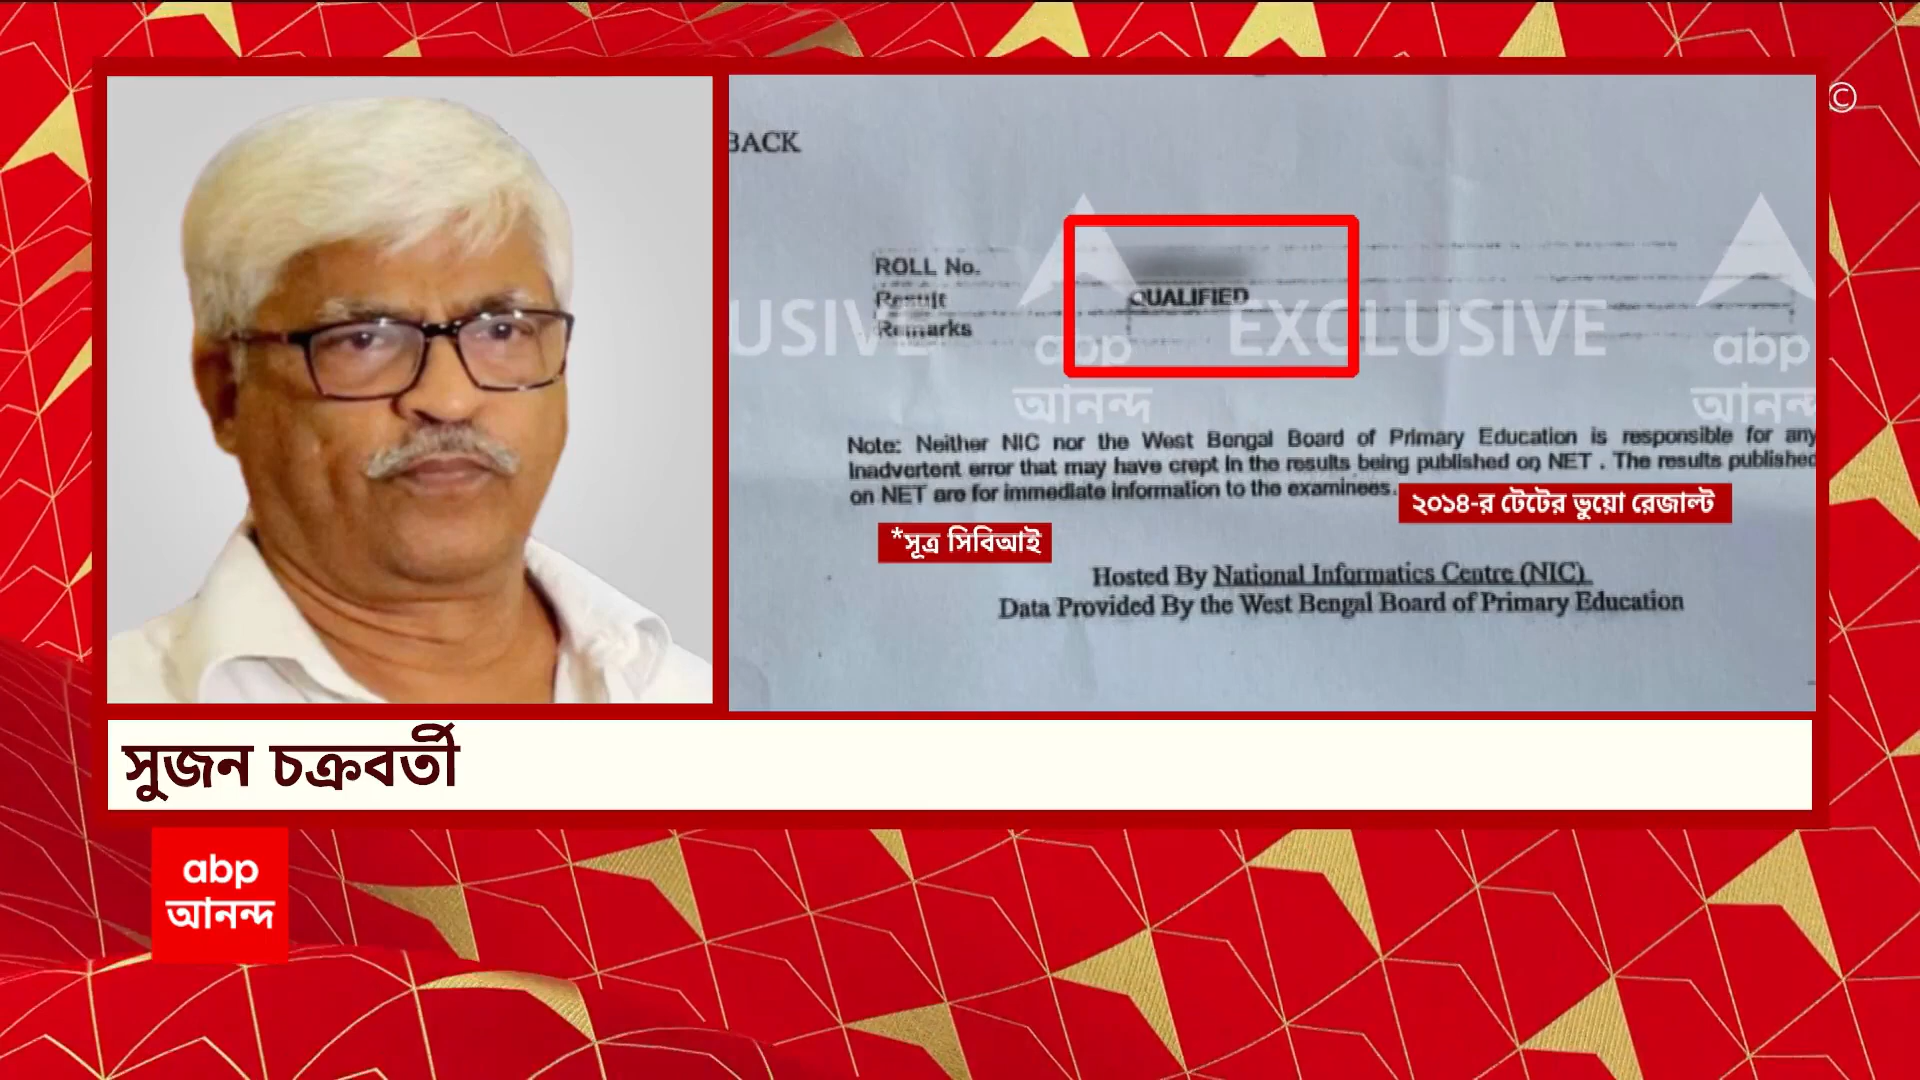 ©
BACK
ROLL No.
Result QUALIFIED
Remarks
USIVE
EXCLUSIVE
abp
আনন্দ
abp
আনন্দ
Note: Neither NIC nor the West Bengal Board of Primary Education is responsible for any
inadvertent error that may have crept in the results being published on NET . The results published
on NET are for immediate information to the examinees.
২০১৪-র টেটের ভুয়ো রেজাল্ট
*সূত্র সিবিআই
Hosted By National Informatics Centre (NIC)
Data Provided By the West Bengal Board of Primary Education
সুজন চক্রবর্তী
abp
আনন্দ